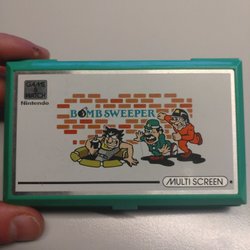 GAME & WATCH
Nintendo
BOMB SWEEPER
MULTI SCREEN